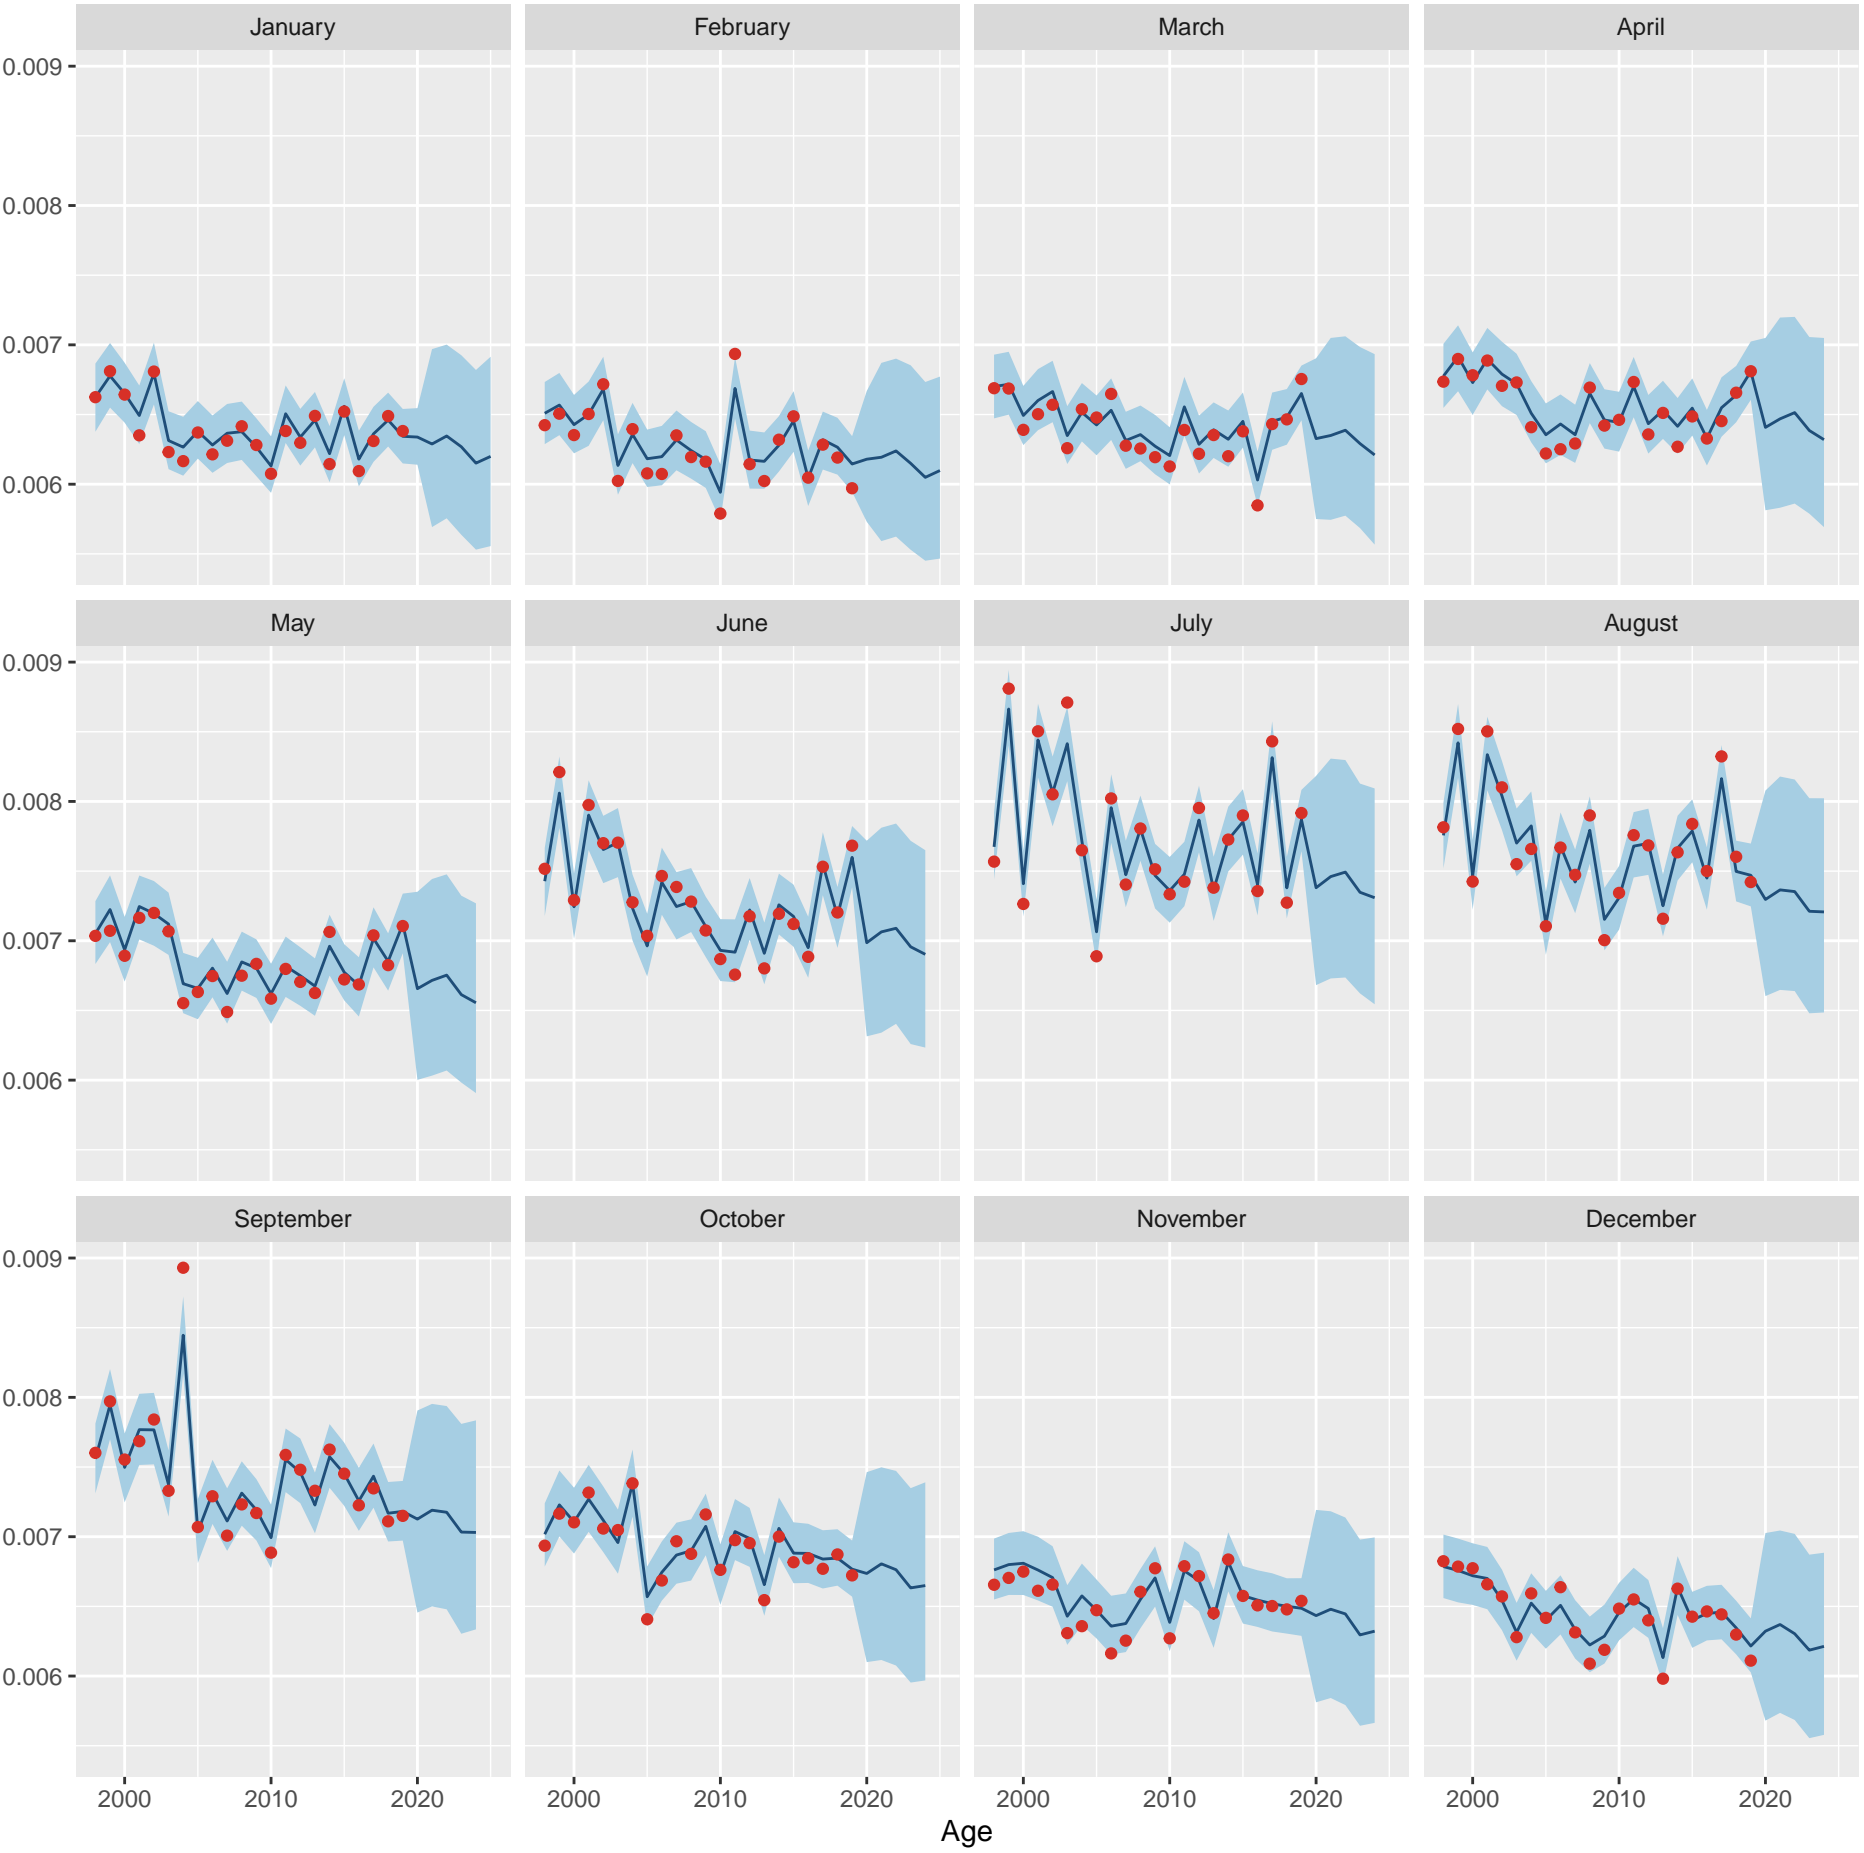 January February March April
0.009
0.008
0.007
0.006
May June July August
0.009
0.008
0.007
0.006
September October November December
0.009
0.008
0.007
0.006
2000 2010 2020 2000 2010 2020 2000 2010 2020 2000 2010 2020
Age